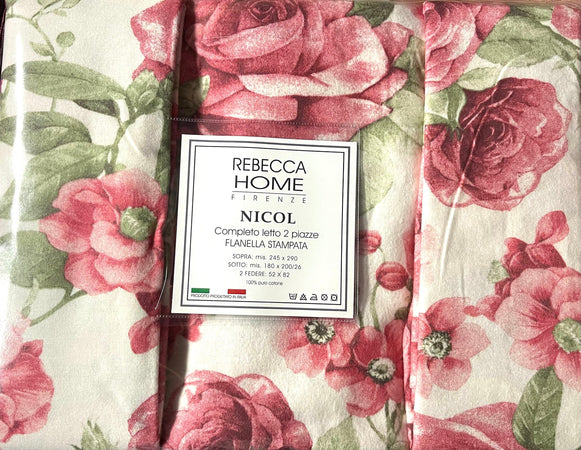 REBECCA
HOME
FIRENZE
NICOL
Completo letto 2 piazze
FLANELLA STAMPATA
SOPRA: mis. 245 x 290
SOTTO: mis. 180 x 200/26
2 FEDERE: 52 X 82
100% puro cotone
PRODOTTO PROGETTATO IN ITALIA